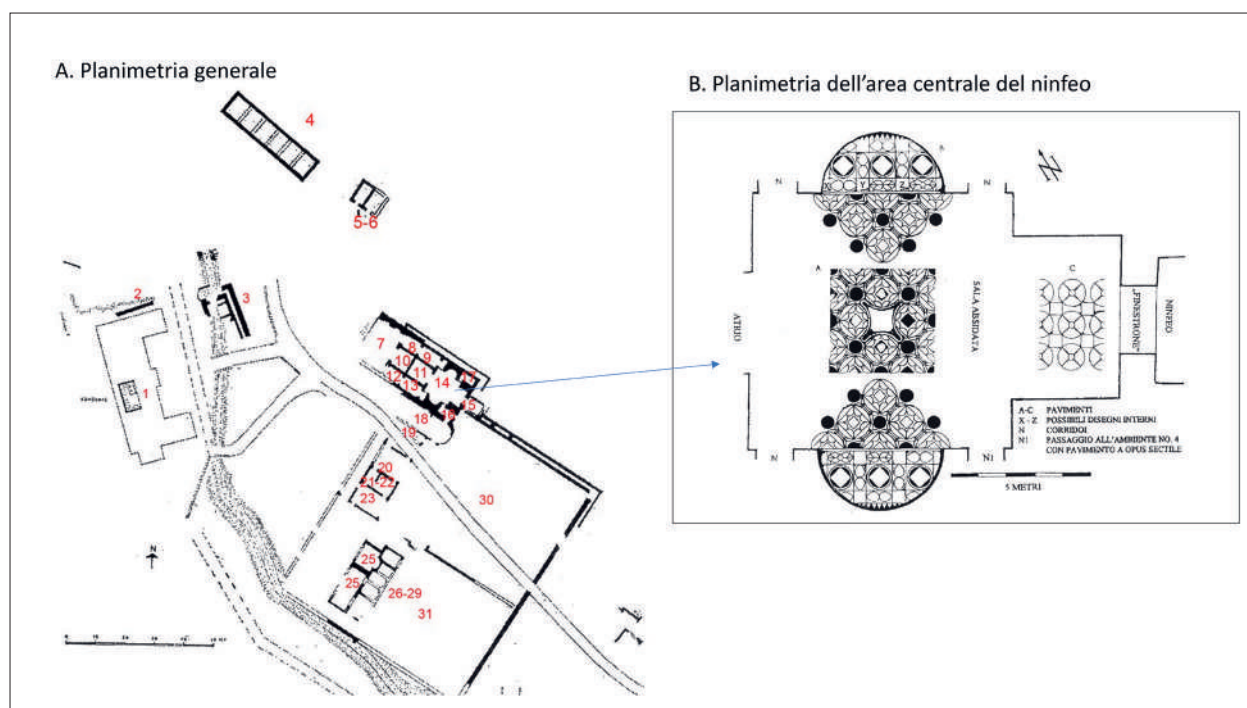 A. Planimetria generale
4
5-6
2
3
1
7
8
9
10
11
12
13
14
17
15
16
18
19
20
21-22
23
30
25
25
26-29
31
N
B. Planimetria dell'area centrale del ninfeo
A
N
N
N
X
Y
Z
A
C
ATRIO
SALA ABSIDATA
"FINESTRONE"
NINFEO
N
N1
A-C PAVIMENTI
X - Z POSSIBILI DISEGNI INTERNI
N CORRIDOI
N1 PASSAGGIO ALL'AMBIENTE NO. 4
CON PAVIMENTO A OPUS SECTILE
5 METRI